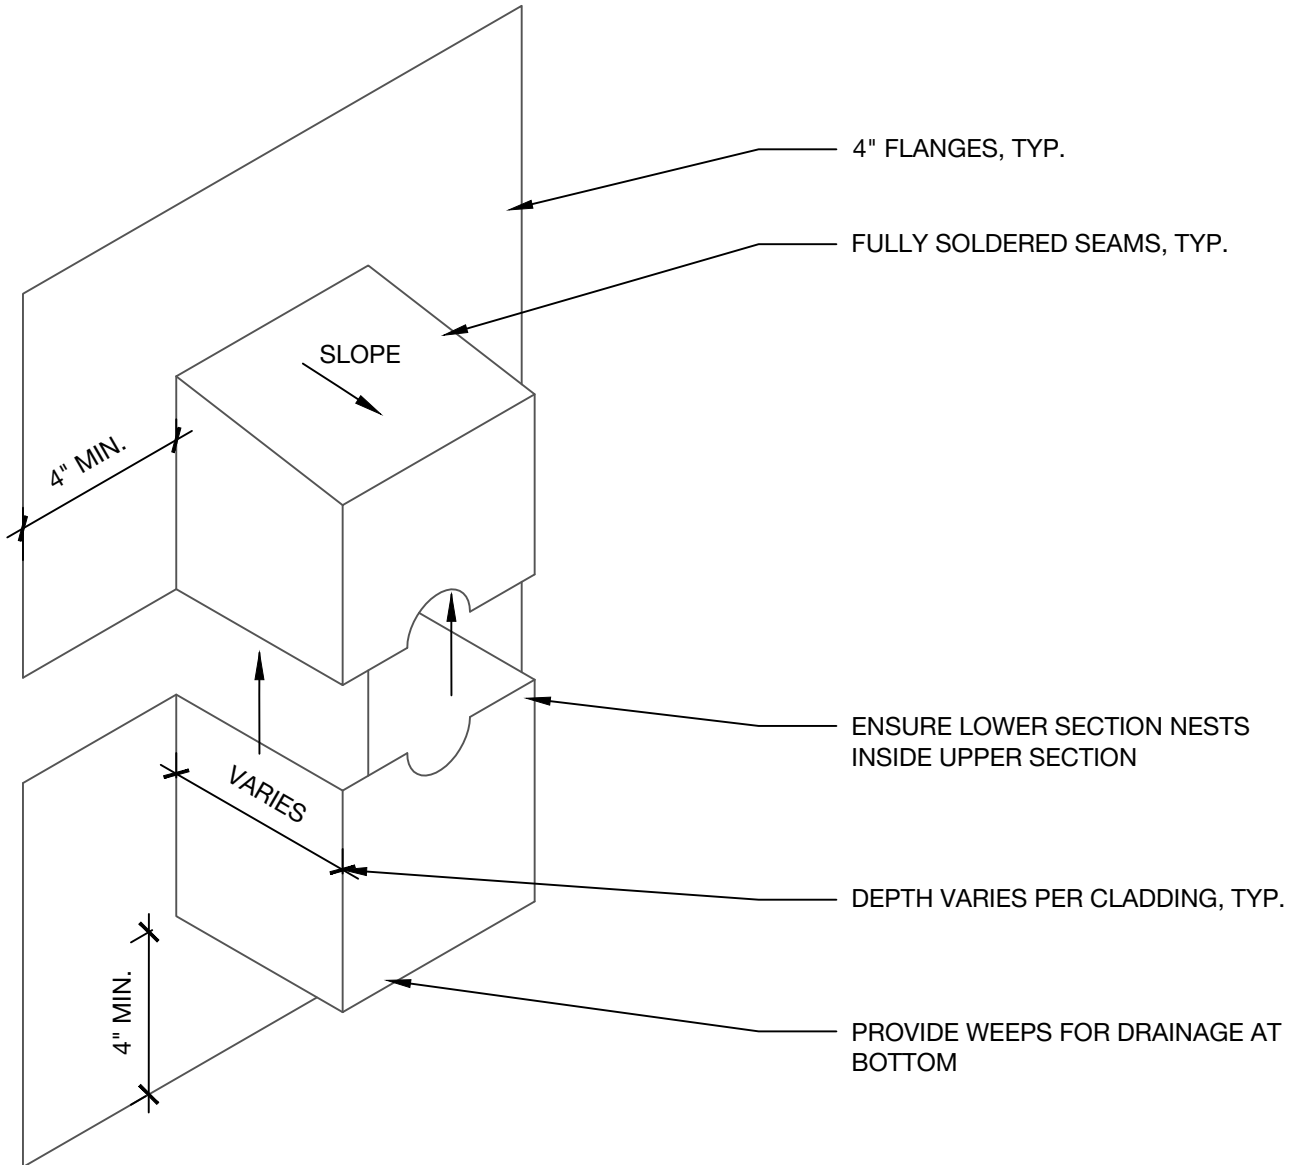 4" FLANGES, TYP.
FULLY SOLDERED SEAMS, TYP.
SLOPE
4" MIN.
ENSURE LOWER SECTION NESTS
INSIDE UPPER SECTION
VARIES
DEPTH VARIES PER CLADDING, TYP.
4" MIN.
PROVIDE WEEPS FOR DRAINAGE AT
BOTTOM